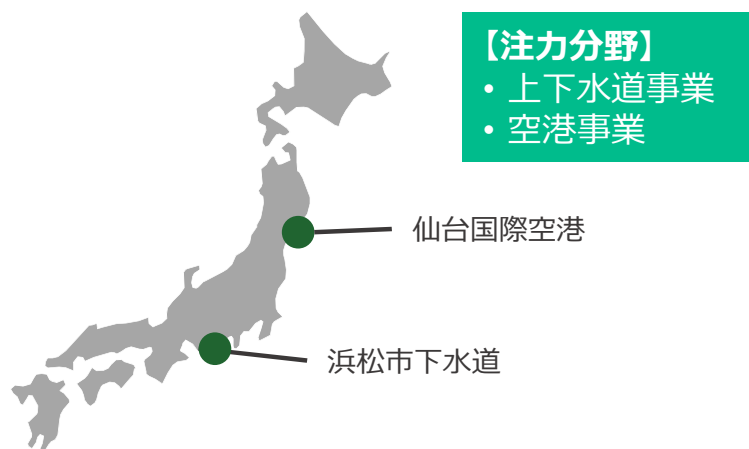 【注力分野】
• 上下水道事業
• 空港事業
仙台国際空港
浜松市下水道